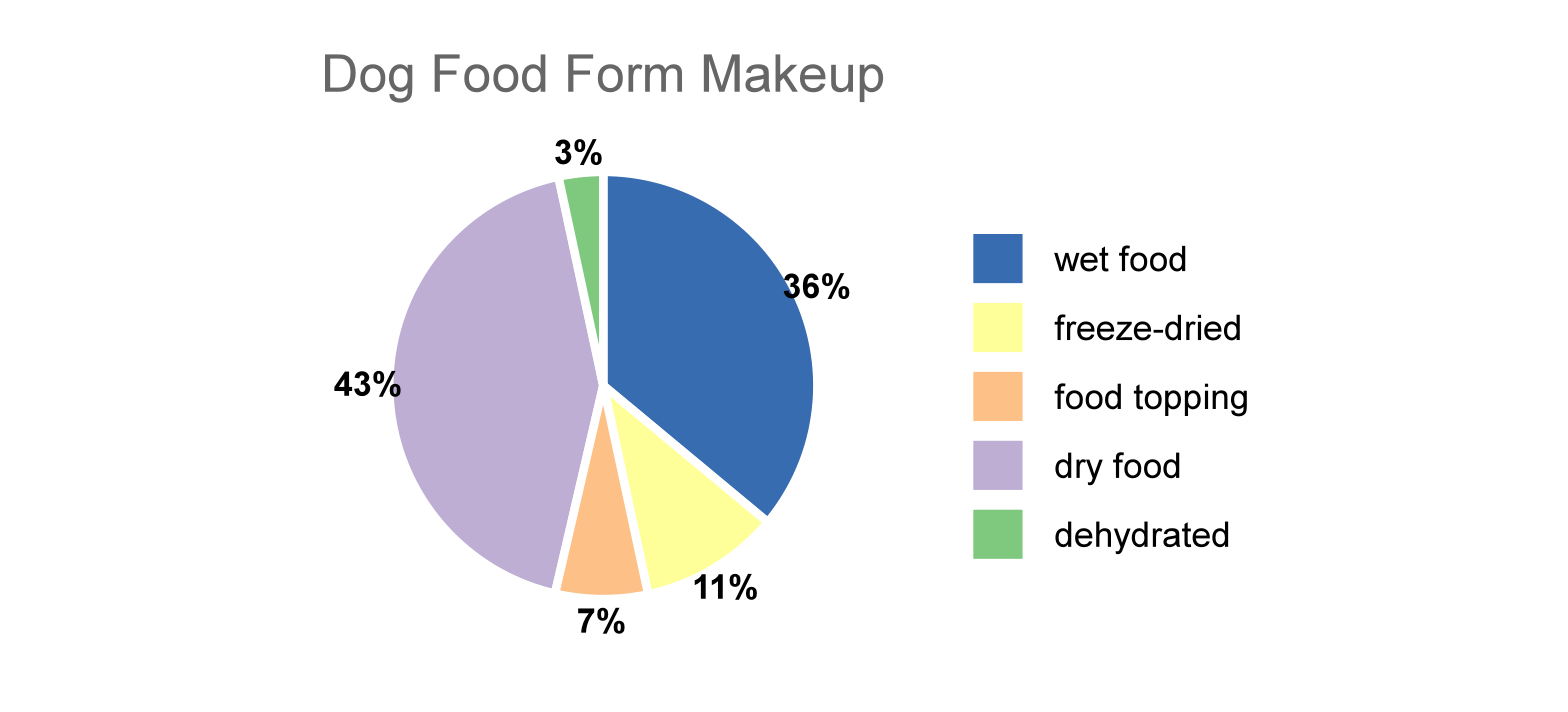 Dog Food Form Makeup
3%
36%
43%
11%
7%
wet food
freeze-dried
food topping
dry food
dehydrated